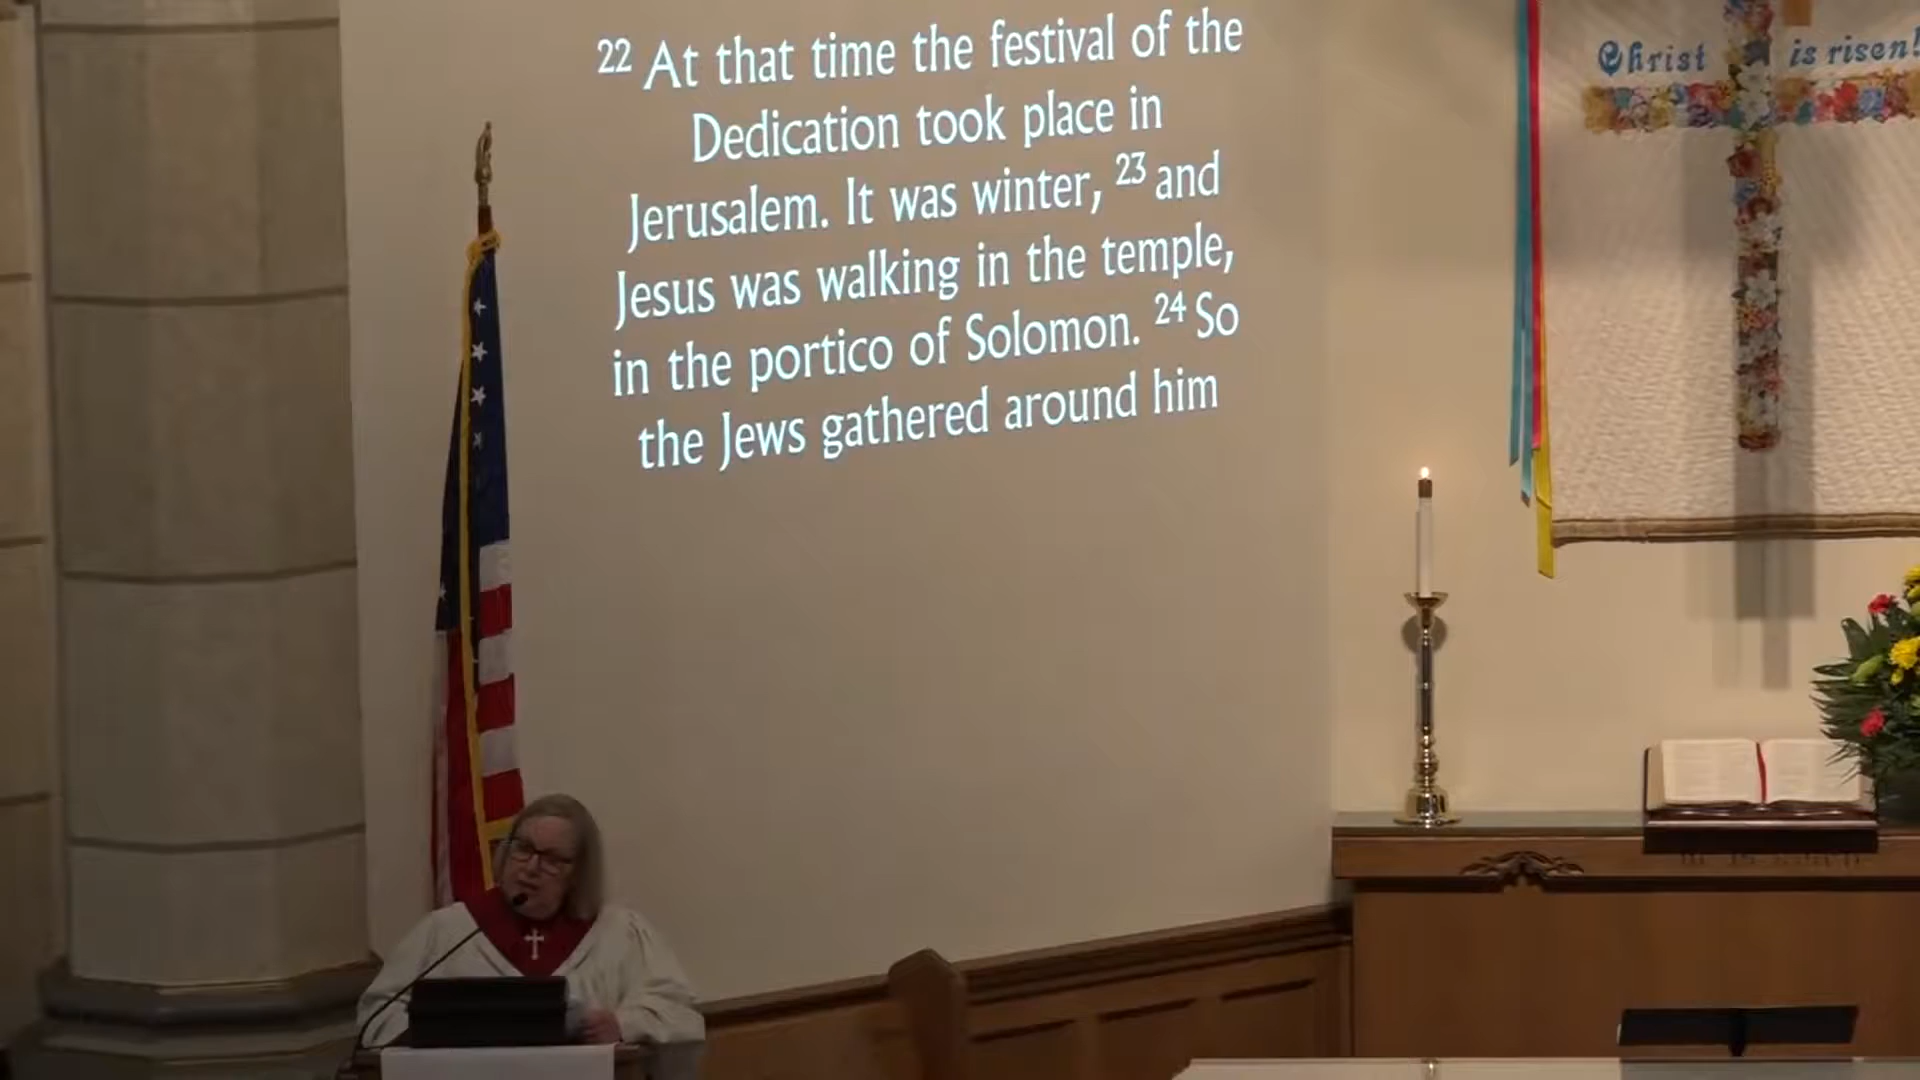 22 At that time the festival of the
Dedication took place in
Jerusalem. It was winter, 23 and
Jesus was walking in the temple,
in the portico of Solomon. 24 So
the Jews gathered around him
Christ is risen!